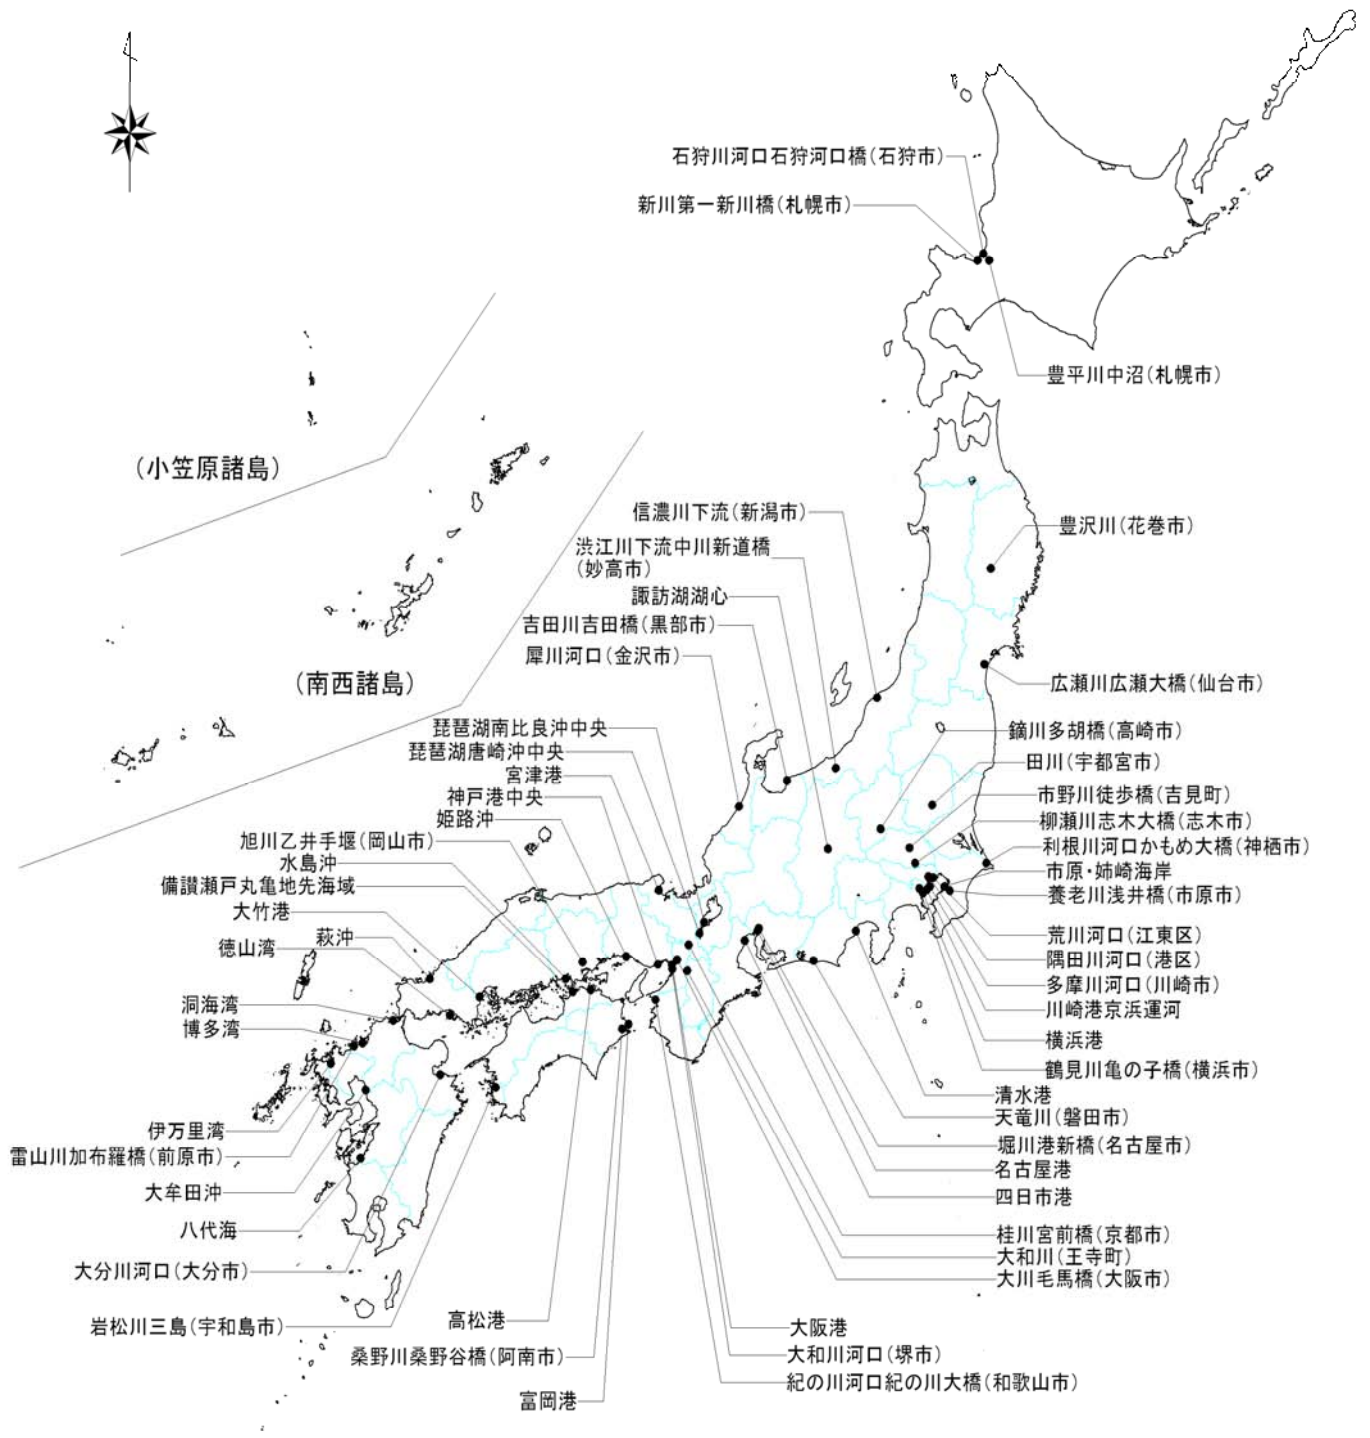 石狩川河口石狩河口橋(石狩市)
新川第一新川橋(札幌市)
豊平川中沼(札幌市)
(小笠原諸島)
(南西諸島)
信濃川下流(新潟市)
渋江川下流中川新道橋
(妙高市)
諏訪湖湖心
吉田川吉田橋(黒部市)
犀川河口(金沢市)
琵琶湖南比良沖中央
琵琶湖唐崎沖中央
宮津港
神戸港中央
姫路沖
旭川乙井手堰(岡山市)
水島沖
備讃瀬戸丸亀地先海域
大竹港
萩沖
徳山湾
洞海湾
博多湾
伊万里湾
雷山川加布羅橋(前原市)
大牟田沖
八代海
大分川河口(大分市)
岩松川三島(宇和島市)
高松港
桑野川桑野谷橋(阿南市)
富岡港
豊沢川(花巻市)
広瀬川広瀬大橋(仙台市)
鏑川多胡橋(高崎市)
田川(宇都宮市)
市野川徒歩橋(吉見町)
柳瀬川志木大橋(志木市)
利根川河口かもめ大橋(神栖市)
市原・姉崎海岸
養老川浅井橋(市原市)
荒川河口(江東区)
隅田川河口(港区)
多摩川河口(川崎市)
川崎港京浜運河
横浜港
鶴見川亀の子橋(横浜市)
清水港
天竜川(磐田市)
堀川港新橋(名古屋市)
名古屋港
四日市港
桂川宮前橋(京都市)
大和川(王寺町)
大川毛馬橋(大阪市)
大阪港
大和川河口(堺市)
紀の川河口紀の川大橋(和歌山市)